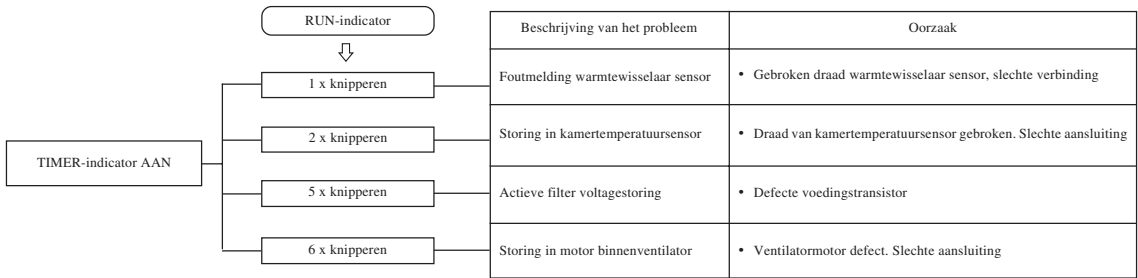 RUN-indicator
Beschrijving van het probleem
Oorzaak
1 x knipperen
Foutmelding warmtewisselaar sensor
• Gebroken draad warmtewisselaar sensor, slechte verbinding
2 x knipperen
Storing in kamertemperatuursensor
• Draad van kamertemperatuursensor gebroken. Slechte aansluiting
TIMER-indicator AAN
5 x knipperen
Actieve filter voltagestoring
• Defecte voedingstransistor
6 x knipperen
Storing in motor binnenventilator
• Ventilatormotor defect. Slechte aansluiting